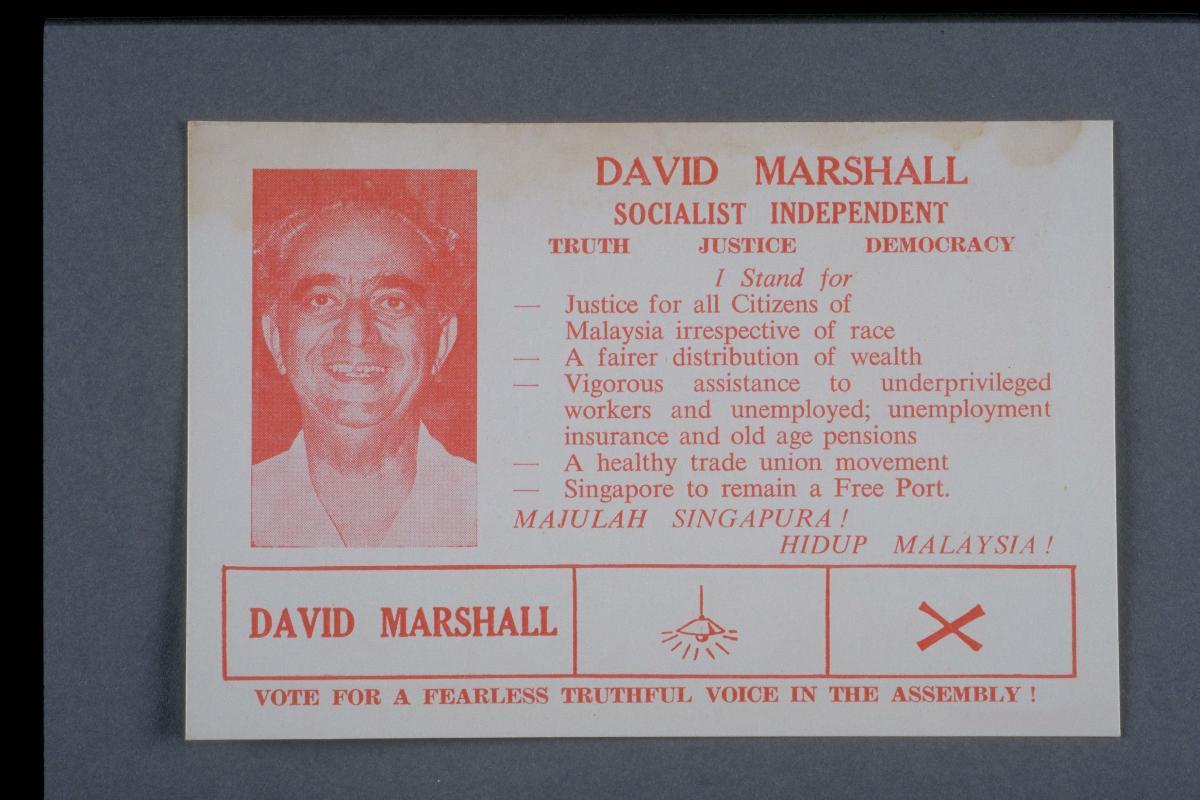 DAVID MARSHALL
SOCIALIST INDEPENDENT
TRUTH JUSTICE DEMOCRACY
I Stand for
— Justice for all Citizens of
Malaysia irrespective of race
— A fairer distribution of wealth
— Vigorous assistance to underprivileged
workers and unemployed; unemployment
insurance and old age pensions
— A healthy trade union movement
— Singapore to remain a Free Port.
MAJULAH SINGAPURA !
HIDUP MALAYSIA !
DAVID MARSHALL
VOTE FOR A FEARLESS TRUTHFUL VOICE IN THE ASSEMBLY !